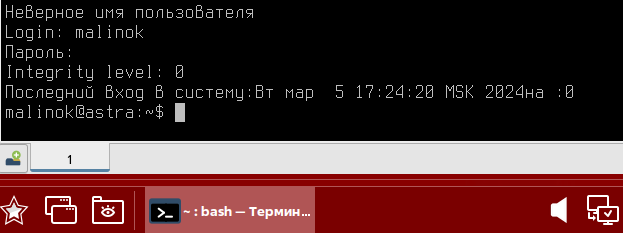 Неверное имя пользователя
Login: malinok
Пароль:
Integrity level: 0
Последний вход в систему:Вт мар  5 17:24:20 MSK 2024на :0
malinok@astra:~$
1
~ : bash — Термин...